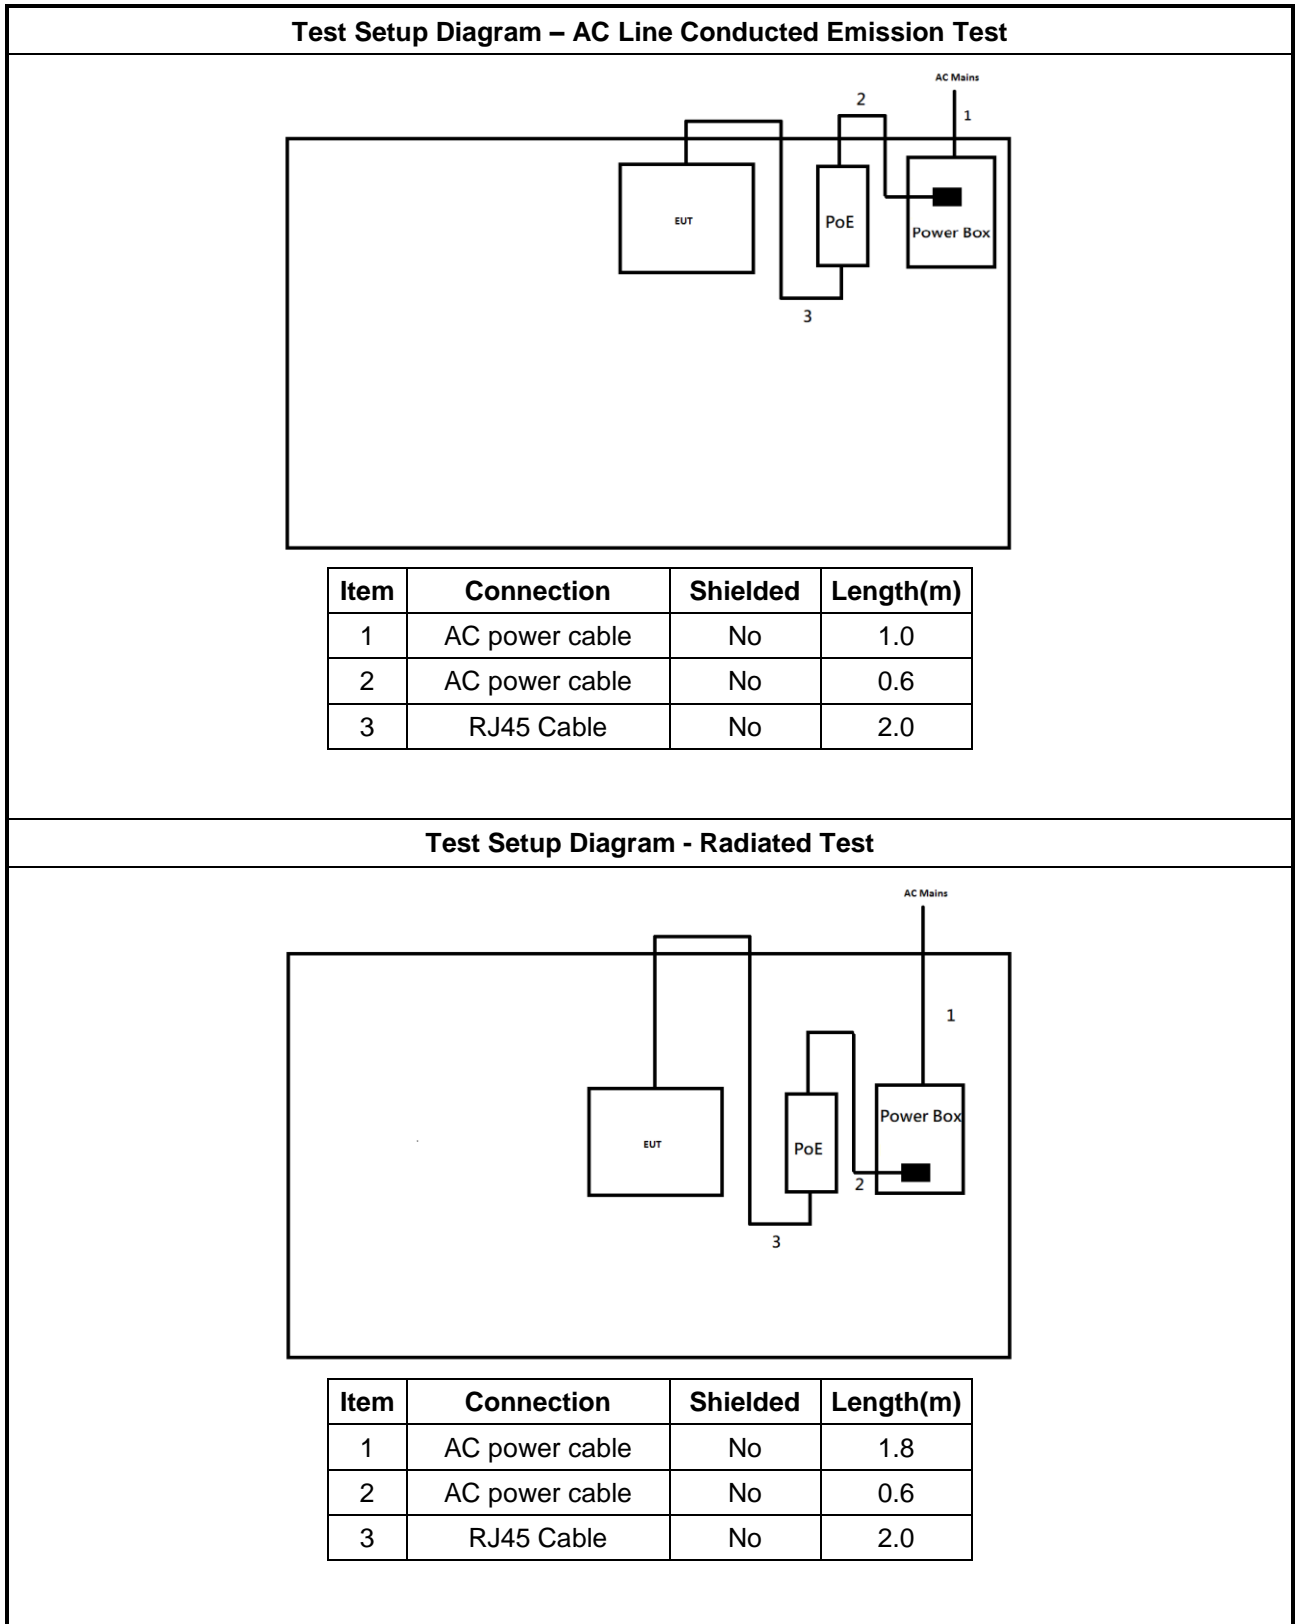 Test Setup Diagram – AC Line Conducted Emission Test
AC Mains
2
1
EUT
PoE
Power Box
3
Item Connection Shielded Length(m)
1 AC power cable No 1.0
2 AC power cable No 0.6
3 RJ45 Cable No 2.0
Test Setup Diagram - Radiated Test
AC Mains
1
Power Box
EUT
PoE
2
3
Item Connection Shielded Length(m)
1 AC power cable No 1.8
2 AC power cable No 0.6
3 RJ45 Cable No 2.0